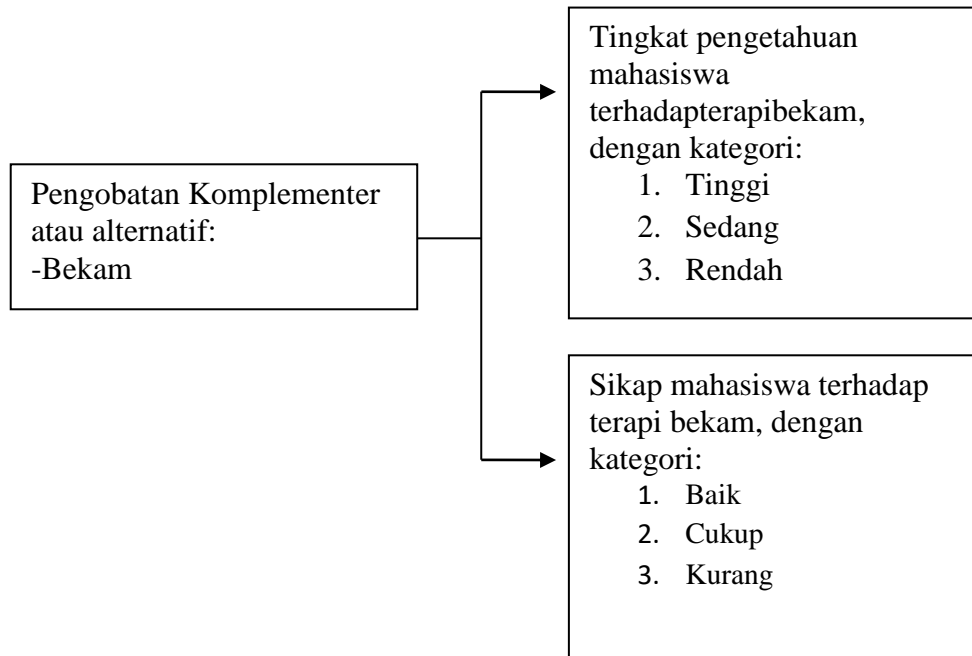 Tingkat pengetahuan
mahasiswa
terhadapterapibekam,
dengan kategori:
1. Tinggi
2. Sedang
3. Rendah
Pengobatan Komplementer
atau alternatif:
-Bekam
Sikap mahasiswa terhadap
terapi bekam, dengan
kategori:
1. Baik
2. Cukup
3. Kurang